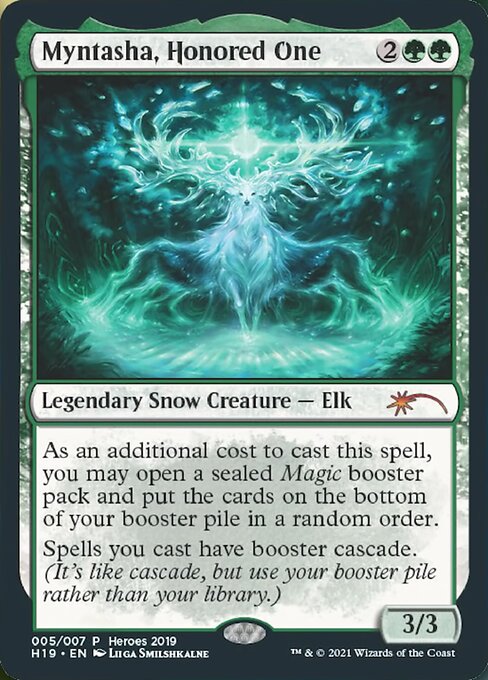 Myntasha, Honored One 2
Legendary Snow Creature — Elk
As an additional cost to cast this spell,
you may open a sealed Magic booster
pack and put the cards on the bottom
of your booster pile in a random order.
Spells you cast have booster cascade.
(It's like cascade, but use your booster pile
rather than your library.)
3/3
005/007 P Heroes 2019
H19 • EN Liiga Smilshkalne
™ & © 2021 Wizards of the Coast